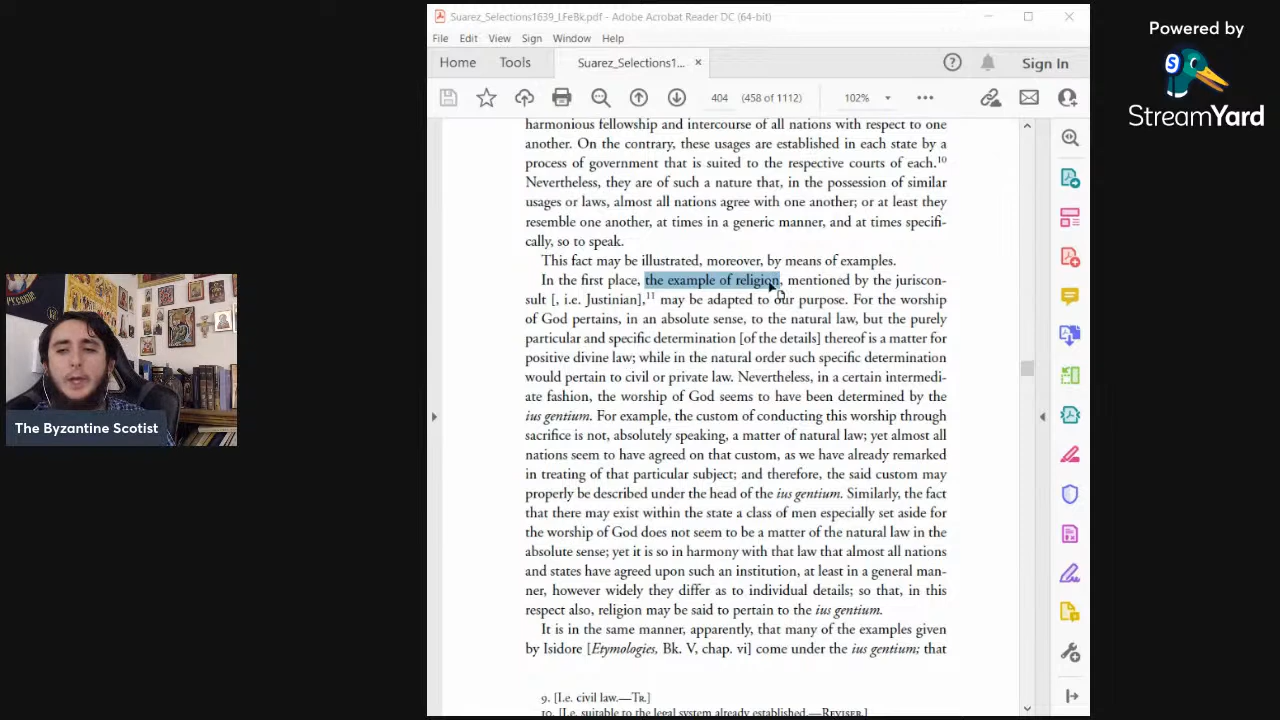 Suarez_Selections1639_LFeBk.pdf - Adobe Acrobat Reader DC (64-bit)
File Edit View Sign Window Help
Home Tools Suarez_Selections1... × Sign In
404 (458 of 1112) 102%
harmonious fellowship and intercourse of all nations with respect to one
another. On the contrary, these usages are established in each state by a
process of government that is suited to the respective courts of each.10
Nevertheless, they are of such a nature that, in the possession of similar
usages or laws, almost all nations agree with one another; or at least they
resemble one another, at times in a generic manner, and at times specifi-
cally, so to speak.
This fact may be illustrated, moreover, by means of examples.
In the first place, the example of religion, mentioned by the juriscon-
sult [, i.e. Justinian],11 may be adapted to our purpose. For the worship
of God pertains, in an absolute sense, to the natural law, but the purely
particular and specific determination [of the details] thereof is a matter for
positive divine law; while in the natural order such specific determination
would pertain to civil or private law. Nevertheless, in a certain intermedi-
ate fashion, the worship of God seems to have been determined by the
ius gentium. For example, the custom of conducting this worship through
sacrifice is not, absolutely speaking, a matter of natural law; yet almost all
nations seem to have agreed on that custom, as we have already remarked
in treating of that particular subject; and therefore, the said custom may
properly be described under the head of the ius gentium. Similarly, the fact
that there may exist within the state a class of men especially set aside for
the worship of God does not seem to be a matter of the natural law in the
absolute sense; yet it is so in harmony with that law that almost all nations
and states have agreed upon such an institution, at least in a general man-
ner, however widely they differ as to individual details; so that, in this
respect also, religion may be said to pertain to the ius gentium.
It is in the same manner, apparently, that many of the examples given
by Isidore [Etymologies, Bk. V, chap. vi] come under the ius gentium; that
9. [I.e. civil law.—Tr.]
10. [I.e. suitable to the legal system already established.—Reviser.]
The Byzantine Scotist
Powered by
S
StreamYard